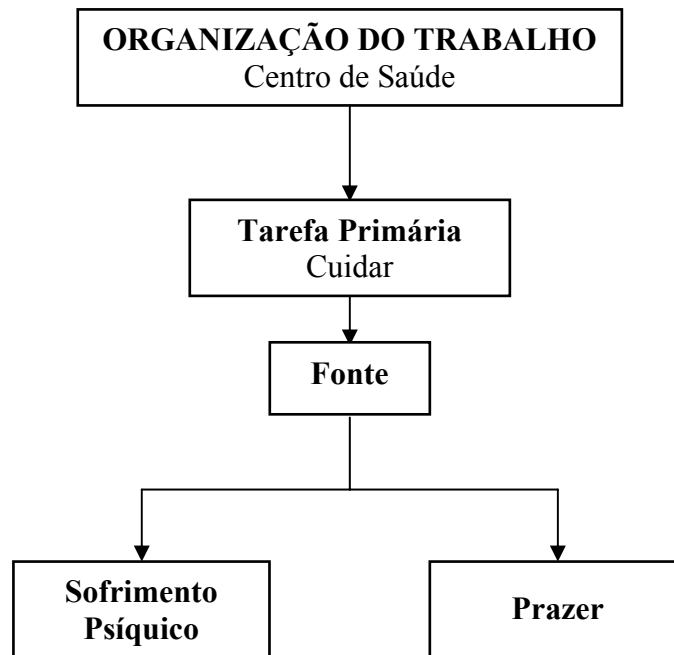 ORGANIZAÇÃO DO TRABALHO
Centro de Saúde
Tarefa Primária
Cuidar
Fonte
Sofrimento
Psíquico
Prazer